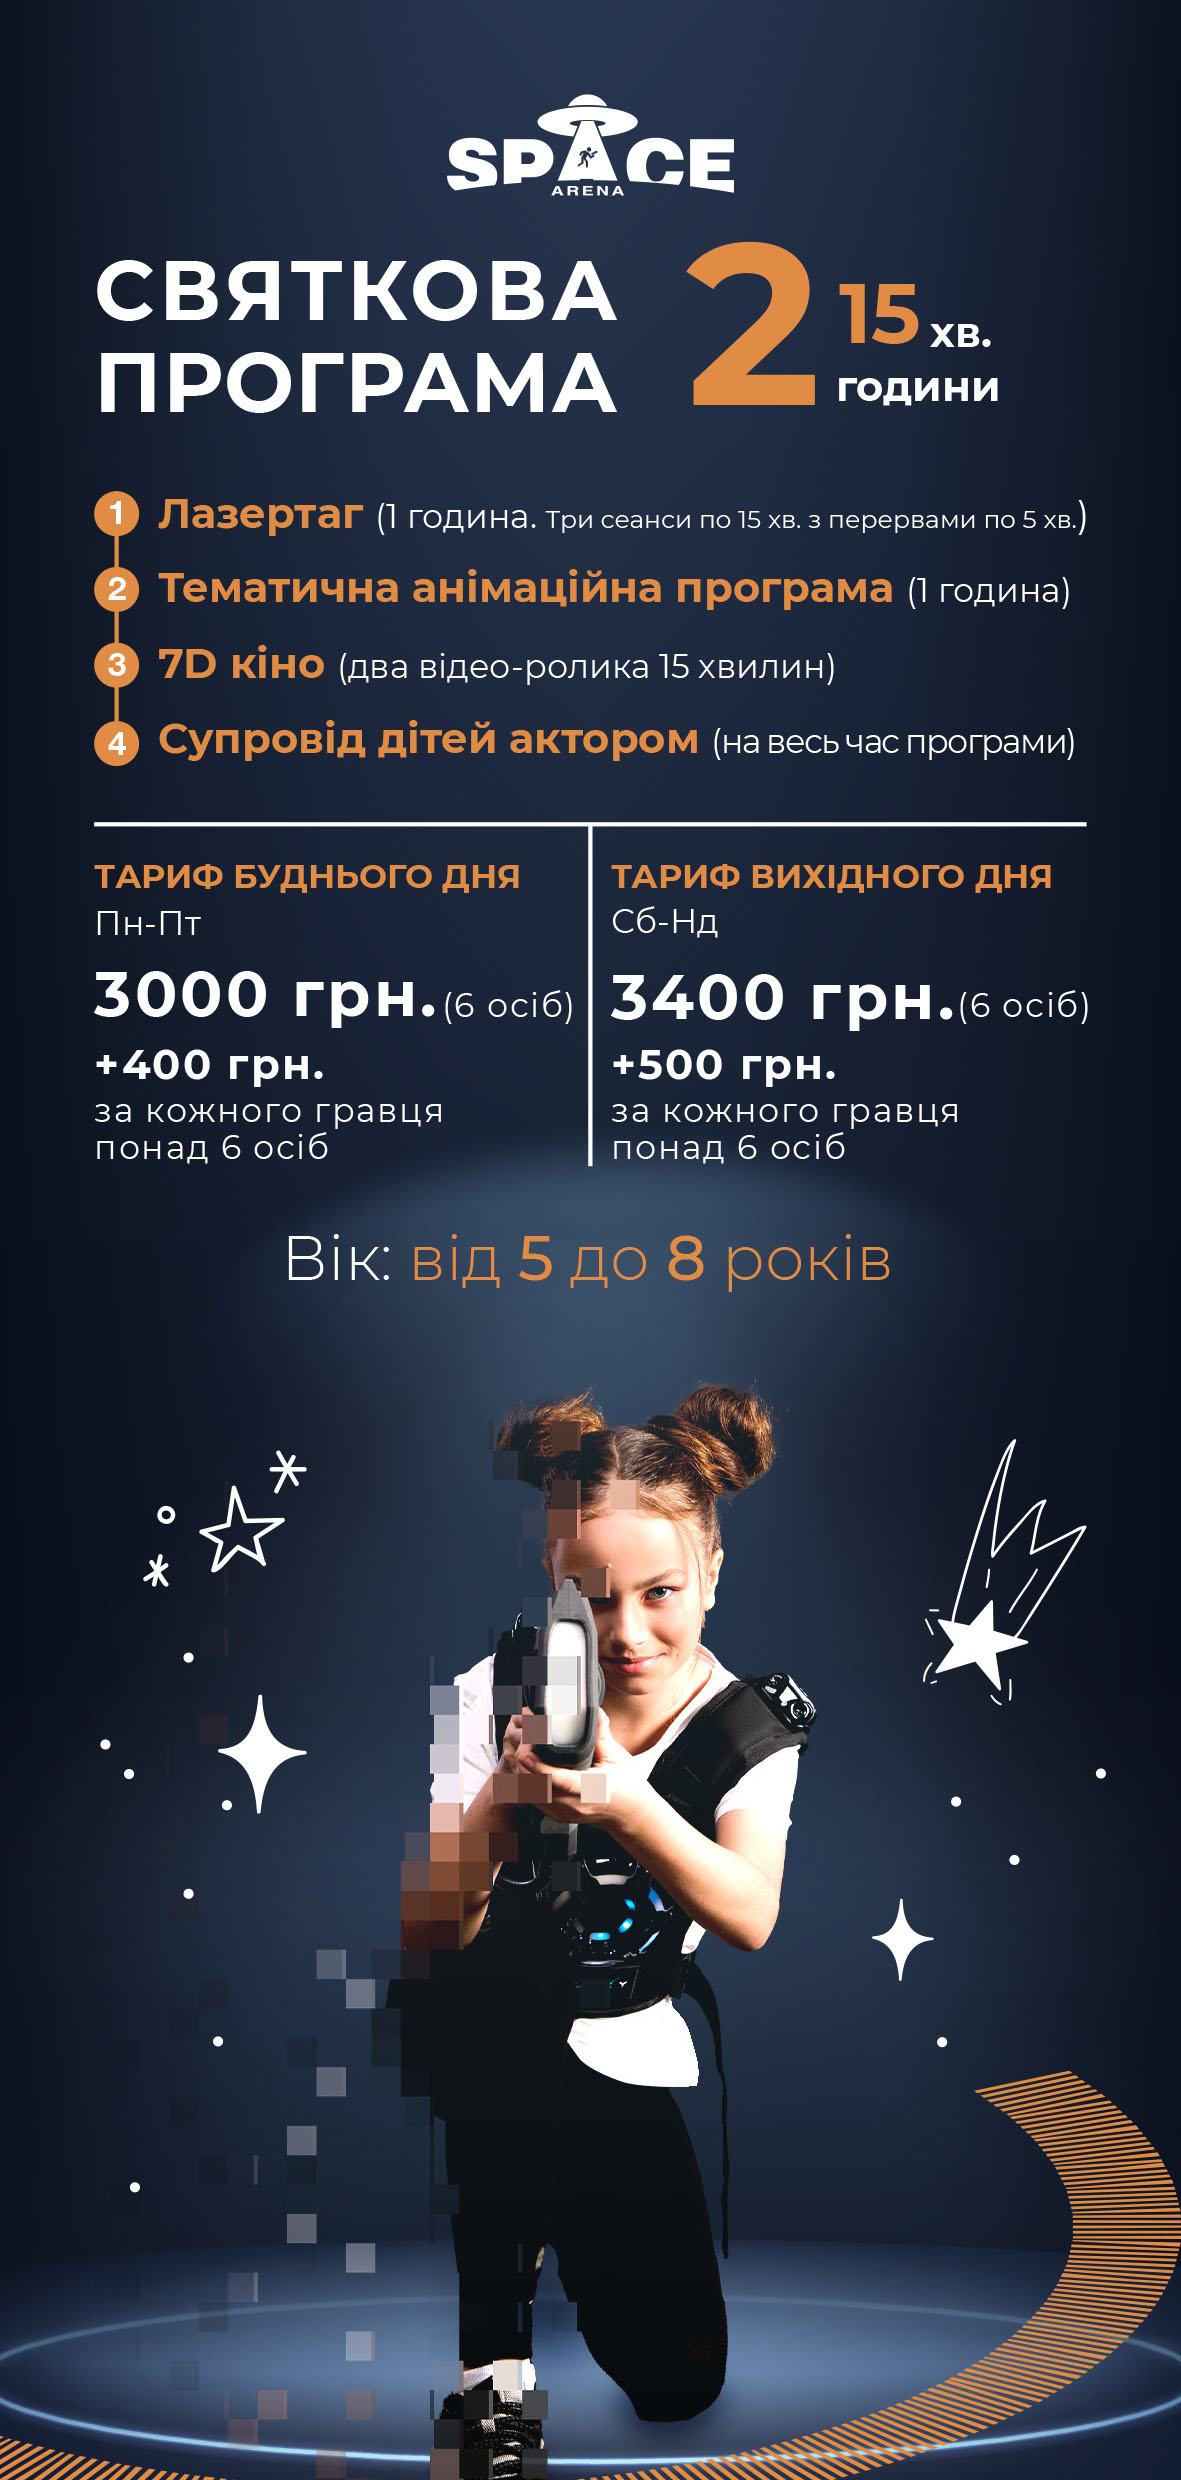 SPACE
ARENA
СВЯТКОВА
ПРОГРАМА
2 15 хв.
години
1 Лазертаг (1 година. Три сеанси по 15 хв. з перервами по 5 хв.)
2 Тематична анімаційна програма (1 година)
3 7D кіно (два відео-ролика 15 хвилин)
4 Супровід дітей актором (на весь час програми)
ТАРИФ БУДНЬОГО ДНЯ
Пн-Пт
3000 грн. (6 осіб)
+400 грн.
за кожного гравця
понад 6 осіб
ТАРИФ ВИХІДНОГО ДНЯ
Сб-Нд
3400 грн. (6 осіб)
+500 грн.
за кожного гравця
понад 6 осіб
Вік: від 5 до 8 років